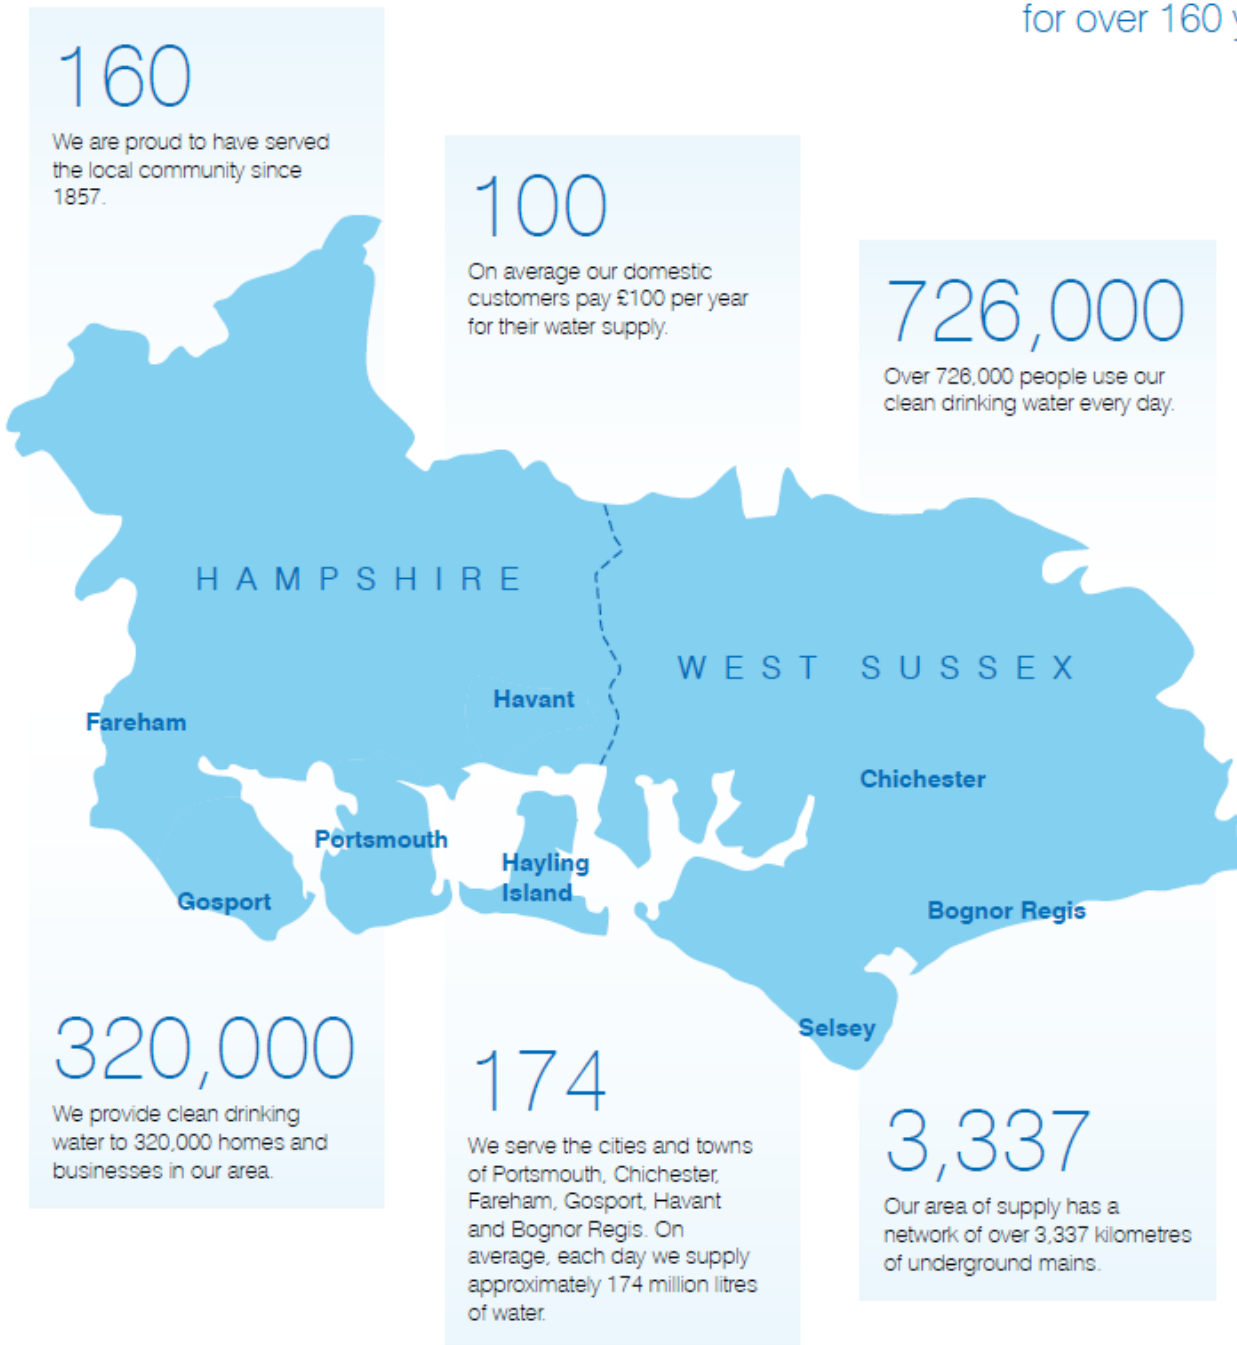 for over 160
160
We are proud to have served
the local community since
1857.
100
On average our domestic
customers pay £100 per year
for their water supply.
726,000
Over 726,000 people use our
clean drinking water every day.
HAMPSHIRE
WEST SUSSEX
Havant
Fareham
Chichester
Portsmouth
Hayling
Island
Gosport
Bognor Regis
Selsey
320,000
We provide clean drinking
water to 320,000 homes and
businesses in our area.
174
We serve the cities and towns
of Portsmouth, Chichester,
Fareham, Gosport, Havant
and Bognor Regis. On
average, each day we supply
approximately 174 million litres
of water.
3,337
Our area of supply has a
network of over 3,337 kilometres
of underground mains.